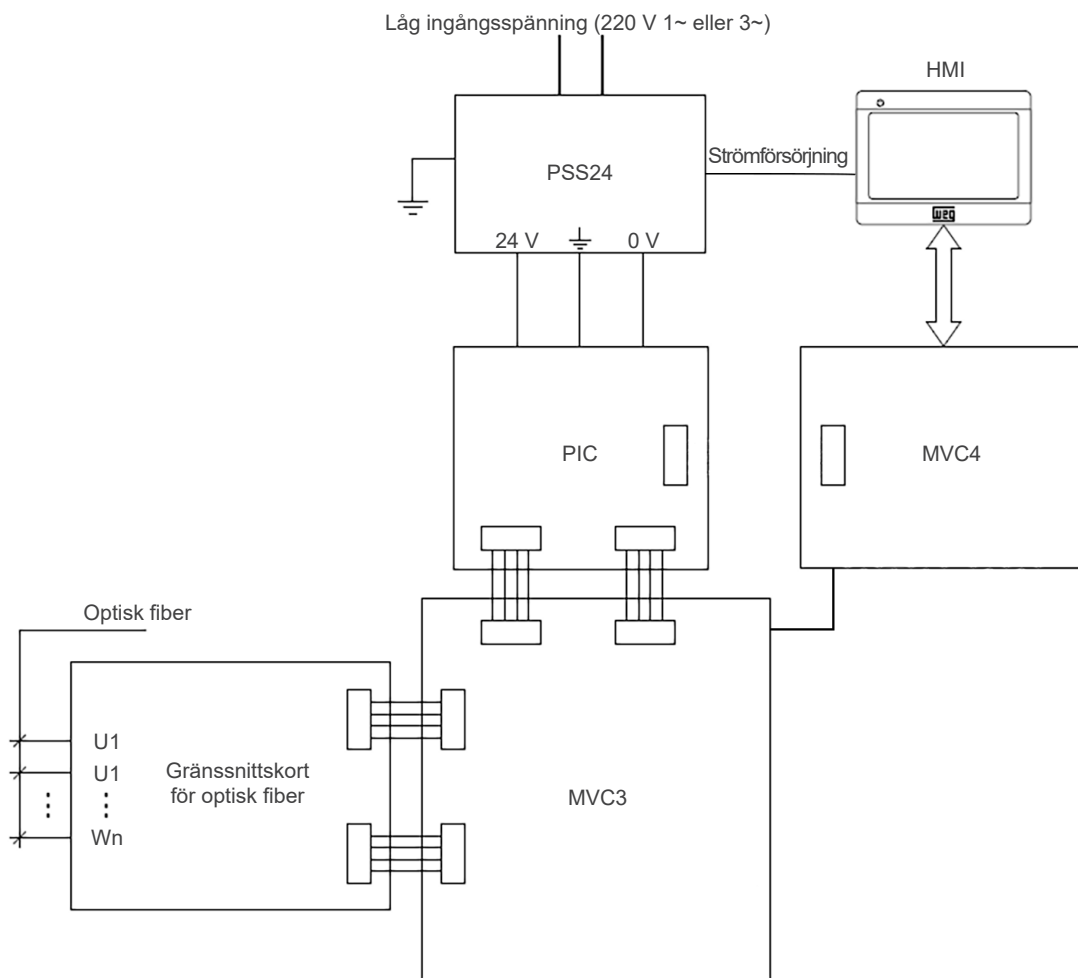 Låg ingångsspänning (220 V 1~ eller 3~)
HMI
PSS24
Strömförsörjning
weg
24 V
0 V
PIC
MVC4
Optisk fiber
U1
U1
Wn
Gränssnittskort
för optisk fiber
MVC3